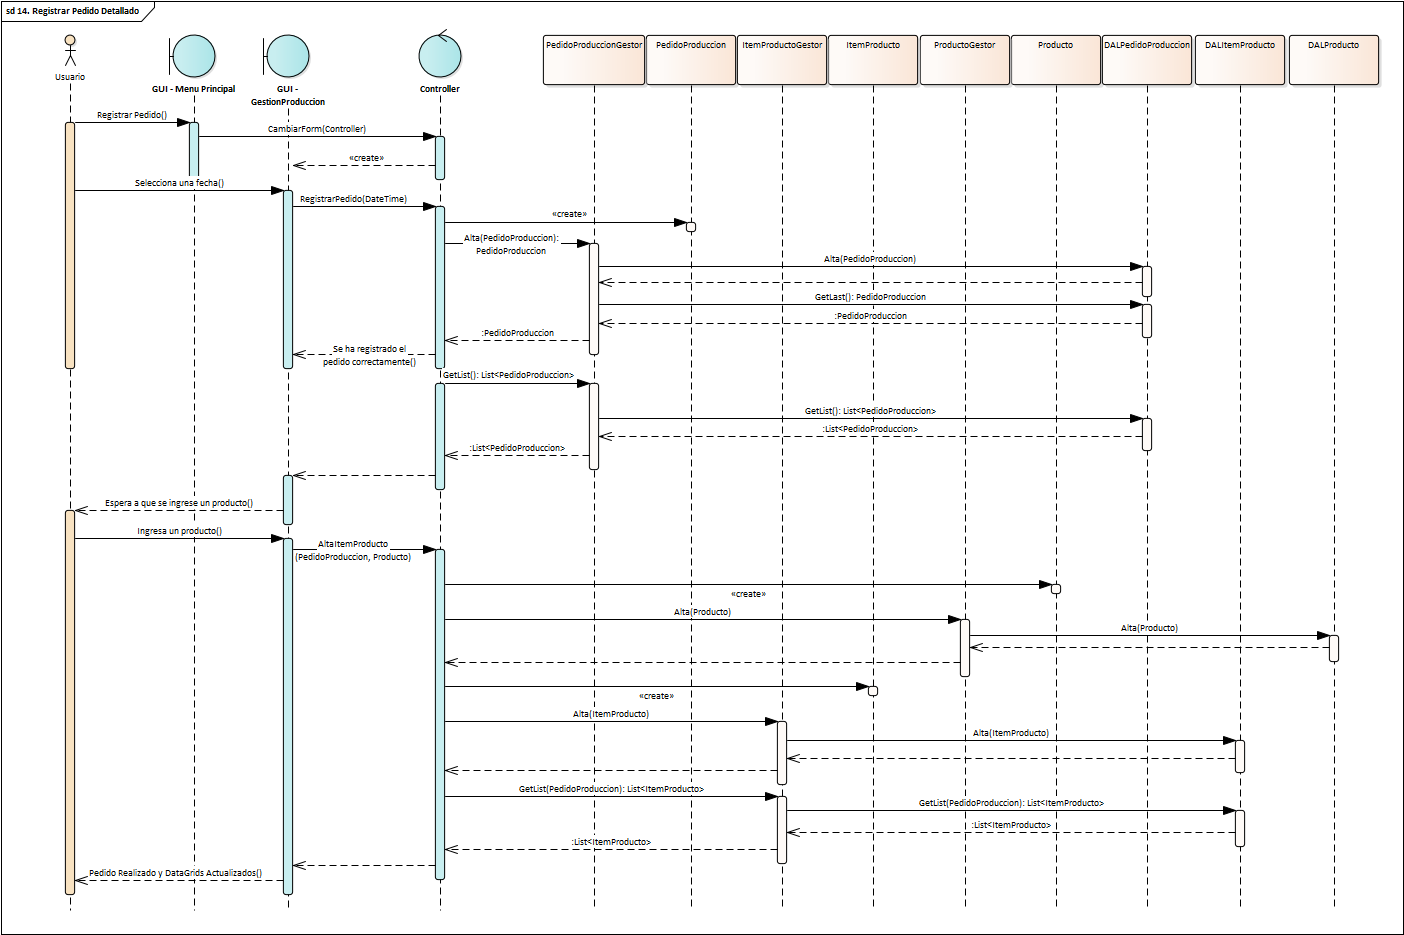 sd 14. Registrar Pedido Detallado
Usuario
GUI - Menu Principal
GUI -
GestionProduccion
Controller
PedidoProduccionGestor
PedidoProduccion
ItemProductoGestor
ItemProducto
ProductoGestor
Producto
DALPedidoProduccion
DALItemProducto
DALProducto
Registrar Pedido()
CambiarForm(Controller)
«create»
Selecciona una fecha()
RegistrarPedido(DateTime)
«create»
Alta(PedidoProduccion):
PedidoProduccion
Alta(PedidoProduccion)
GetLast(): PedidoProduccion
:PedidoProduccion
:PedidoProduccion
Se ha registrado el
pedido correctamente()
GetList(): List<PedidoProduccion>
GetList(): List<PedidoProduccion>
:List<PedidoProduccion>
:List<PedidoProduccion>
Espera a que se ingrese un producto()
Ingresa un producto()
AltaItemProducto
(PedidoProduccion, Producto)
«create»
Alta(Producto)
Alta(Producto)
«create»
Alta(ItemProducto)
Alta(ItemProducto)
GetList(PedidoProduccion): List<ItemProducto>
GetList(PedidoProduccion): List<ItemProducto>
:List<ItemProducto>
:List<ItemProducto>
Pedido Realizado y DataGrids Actualizados()